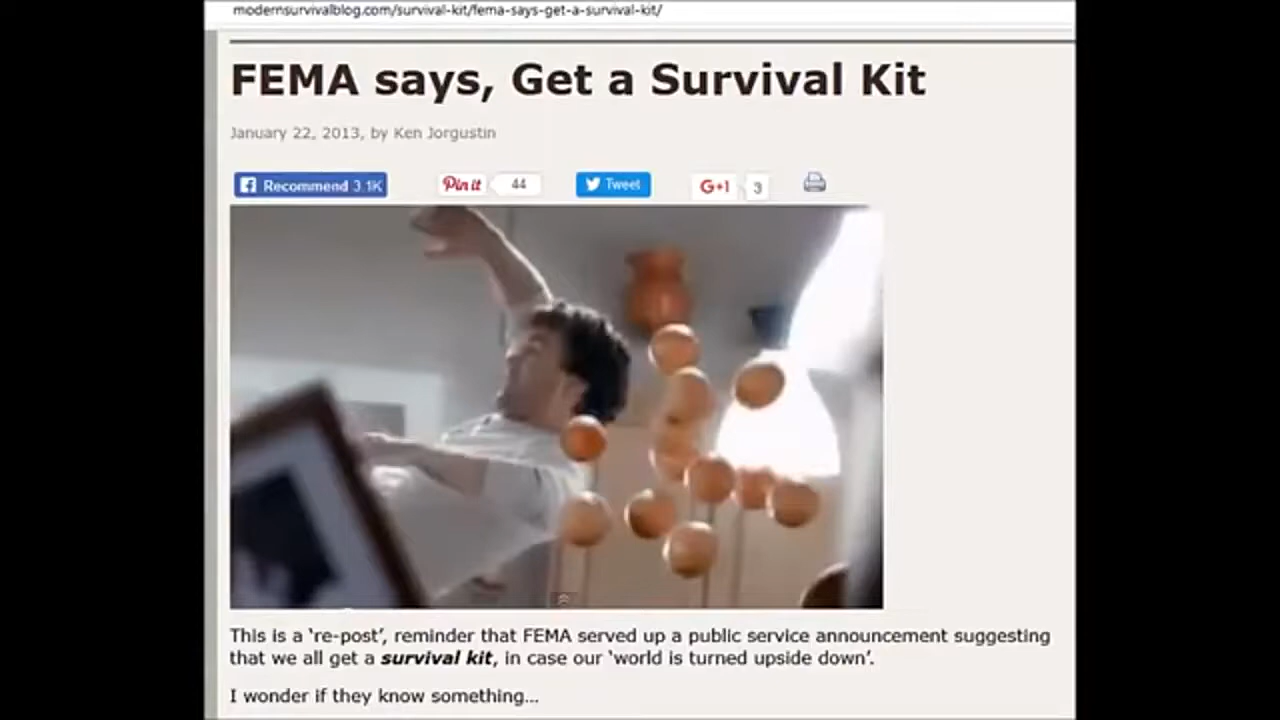 modernsurvivalblog.com/survival-kit/fema-says-get-a-survival-kit/
FEMA says, Get a Survival Kit
January 22, 2013, by Ken Jorgustin
Recommend 3.1K Pin it 44 Tweet G+1 3
This is a ‘re-post’, reminder that FEMA served up a public service announcement suggesting
that we all get a survival kit, in case our ‘world is turned upside down’.
I wonder if they know something...